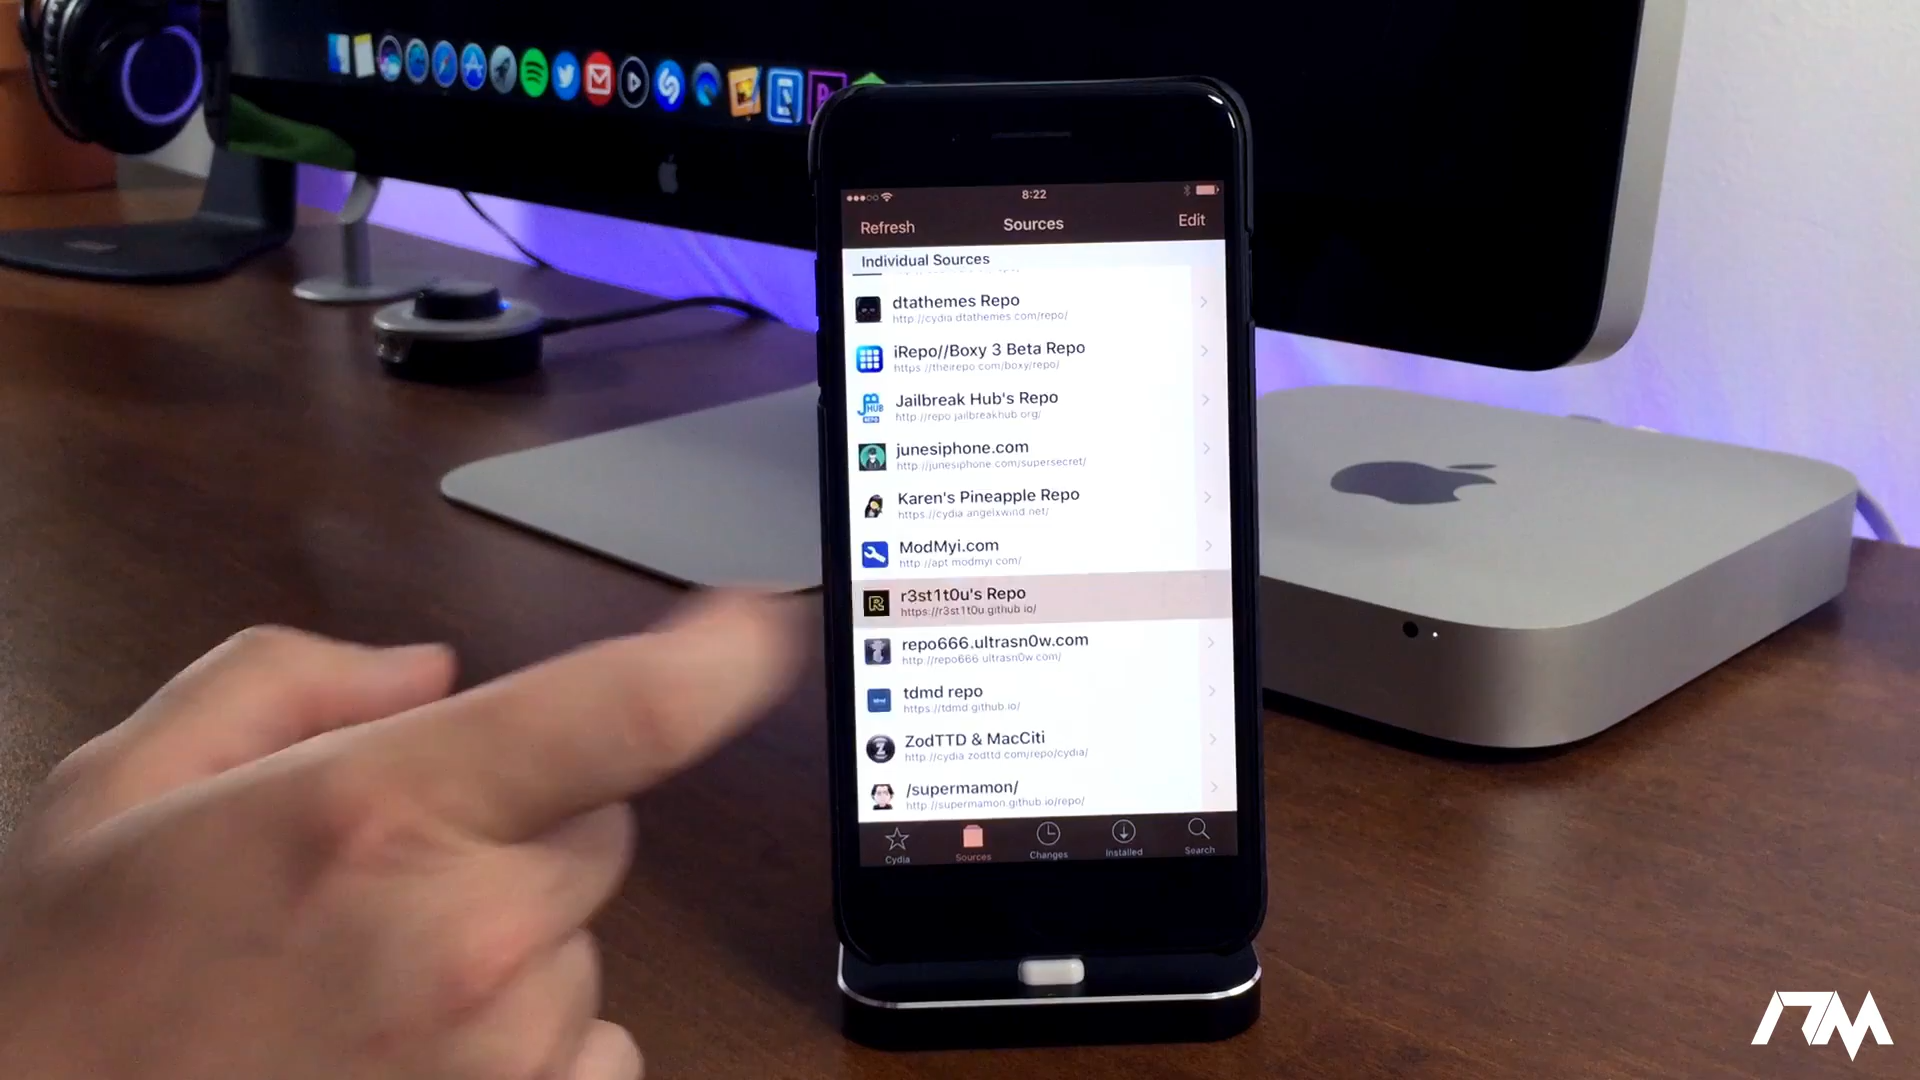 8:22
Refresh
Sources
Edit
Individual Sources
dtathemes Repo
http://cydia.dtathemes.com/repo/
iRepo//Boxy 3 Beta Repo
https://theirepo.com/boxy/repo/
Jailbreak Hub's Repo
http://repo.jailbreakhub.org/
junesiphone.com
http://junesiphone.com/supersecret/
Karen's Pineapple Repo
https://cydia.angelxwind.net/
ModMyi.com
http://apt.modmyi.com/
r3st1t0u's Repo
https://r3st1t0u.github.io/
repo666.ultrasn0w.com
http://repo666.ultrasn0w.com/
tdmd repo
https://tdmd.github.io/
ZodTTD & MacCiti
http://cydia.zodttd.com/repo/cydia/
/supermamon/
http://supermamon.github.io/repo/
Cydia
Sources
Changes
Installed
Search